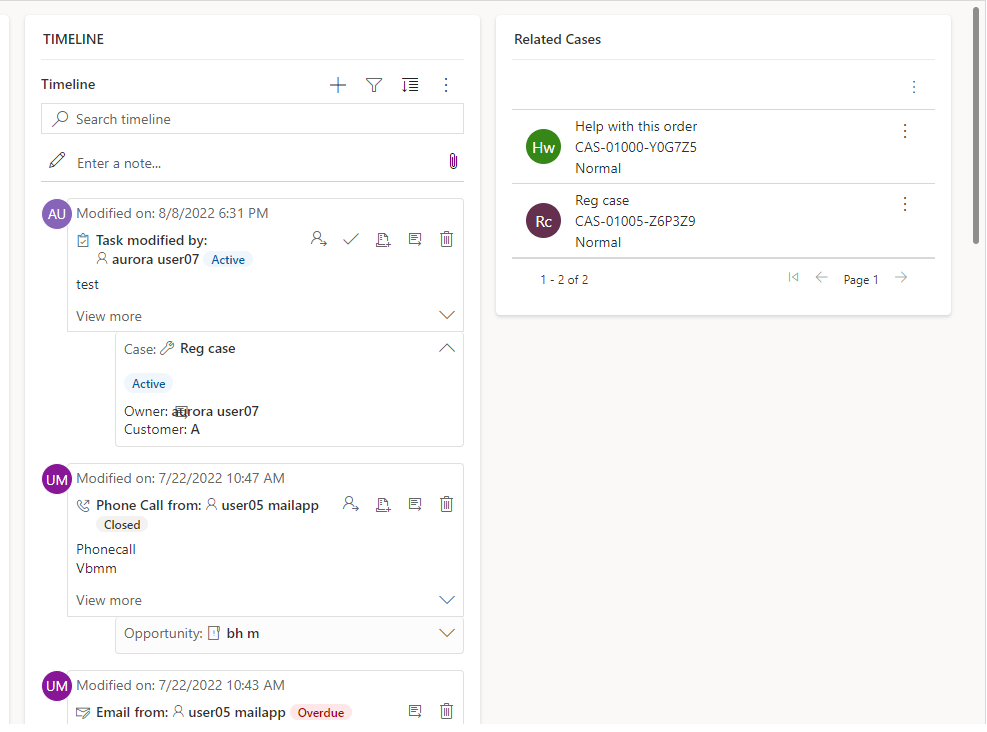 TIMELINE
Timeline
Search timeline
Enter a note...
AU
Modified on: 8/8/2022 6:31 PM
Task modified by:
aurora user07 Active
test
View more
Case: Reg case
Active
Owner: aurora user07
Customer: A
UM
Modified on: 7/22/2022 10:47 AM
Phone Call from: user05 mailapp
Closed
Phonecall
Vbmm
View more
Opportunity: bh m
UM
Modified on: 7/22/2022 10:43 AM
Email from: user05 mailapp Overdue
Related Cases
Hw
Help with this order
CAS-01000-Y0G7Z5
Normal
Rc
Reg case
CAS-01005-Z6P3Z9
Normal
1 - 2 of 2
Page 1